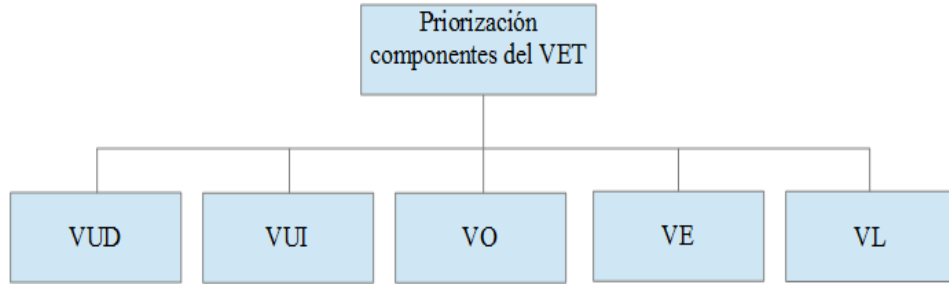 Priorización
componentes del VET
VUD
VUI
VO
VE
VL